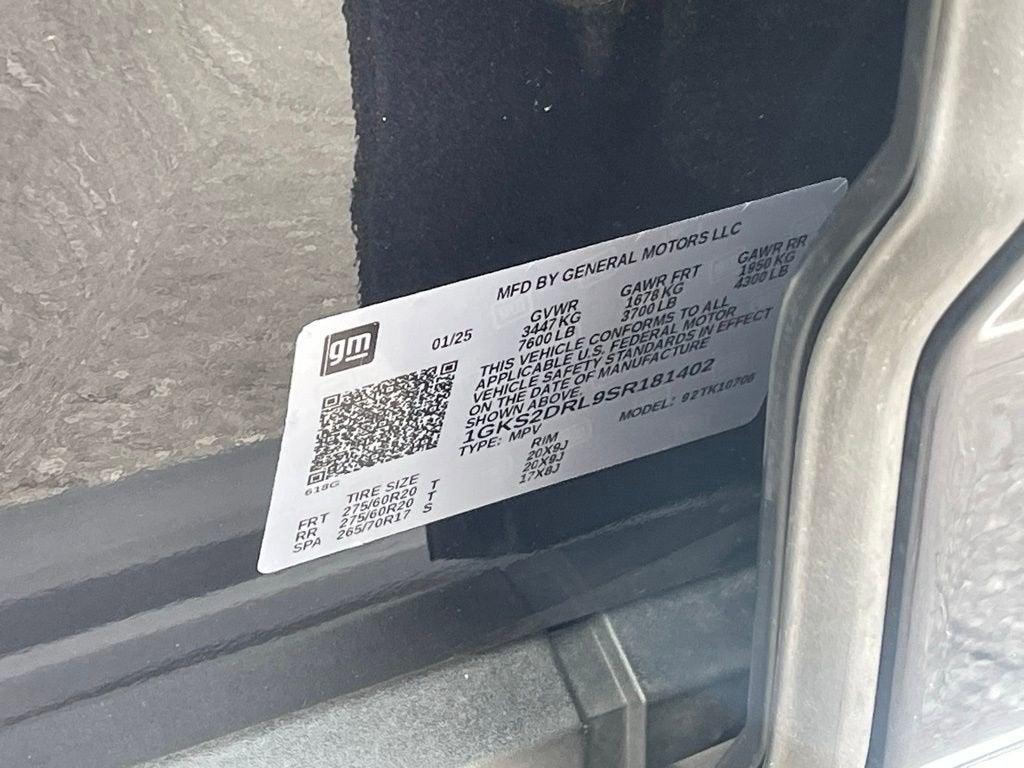 MFD BY GENERAL MOTORS LLC
gm
01/25
GVWR GAWR FRT GAWR RR
3447 KG 1678 KG 1950 KG
7600 LB 3700 LB 4300 LB
THIS VEHICLE CONFORMS TO ALL
APPLICABLE U.S. FEDERAL MOTOR
VEHICLE SAFETY STANDARDS IN EFFECT
ON THE DATE OF MANUFACTURE
SHOWN ABOVE.
1GKS2DRL9SR181402
TYPE: MPV MODEL: 92TK10706
618G
TIRE SIZE RIM
FRT 275/60R20 T 20X9J
RR 275/60R20 T 20X9J
SPA 265/70R17 S 17X8J